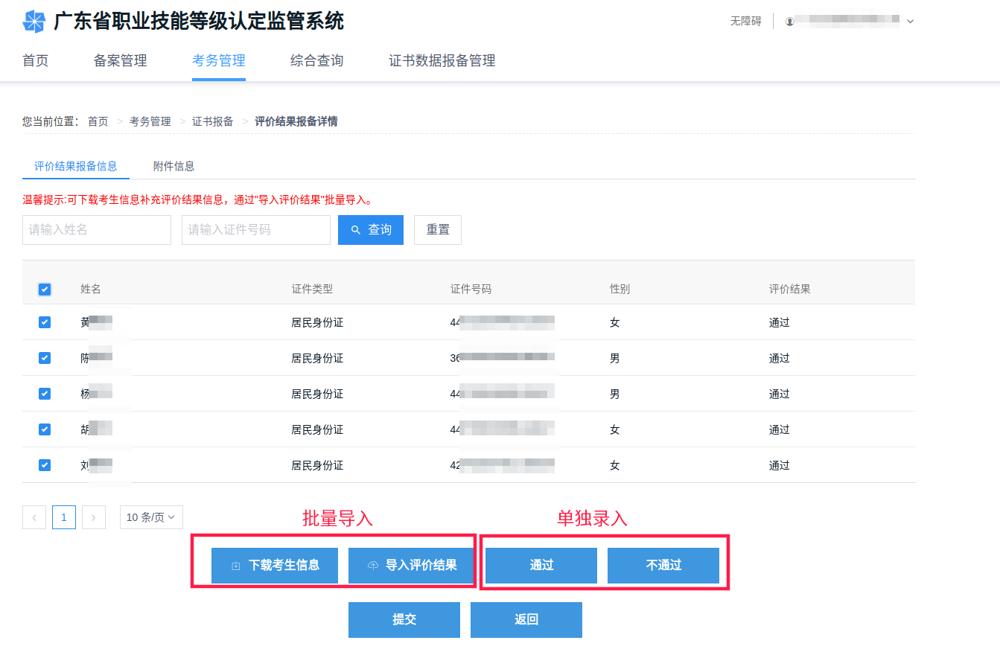 广东省职业技能等级认定监管系统
无障碍
首页 备案管理 考务管理 综合查询 证书数据报备管理
您当前位置： 首页 > 考务管理 > 证书报备 > 评价结果报备详情
评价结果报备信息 附件信息
温馨提示:可下载考生信息补充评价结果信息，通过"导入评价结果"批量导入。
请输入姓名 请输入证件号码 查询 重置
姓名 证件类型 证件号码 性别 评价结果
黄 居民身份证 44 女 通过
陈 居民身份证 36 男 通过
杨 居民身份证 44 男 通过
胡 居民身份证 44 女 通过
刘 居民身份证 42 女 通过
< 1 > 10 条/页
批量导入 单独录入
下载考生信息 导入评价结果 通过 不通过
提交 返回